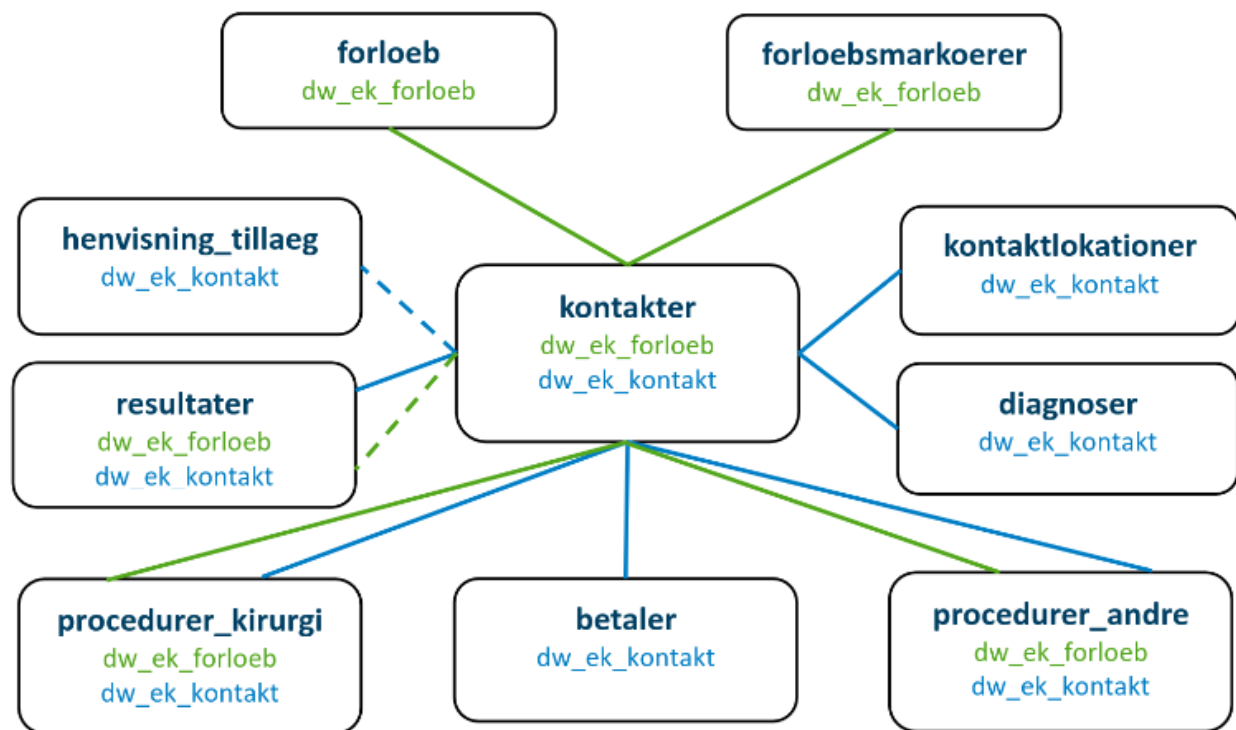 forloeb
dw_ek_forloeb
forloebsmarkoerer
dw_ek_forloeb
henvisning_tillaeg
dw_ek_kontakt
kontakter
dw_ek_forloeb
dw_ek_kontakt
kontaktlokationer
dw_ek_kontakt
resultater
dw_ek_forloeb
dw_ek_kontakt
diagnoser
dw_ek_kontakt
procedurer_kirurgi
dw_ek_forloeb
dw_ek_kontakt
betaler
dw_ek_kontakt
procedurer_andre
dw_ek_forloeb
dw_ek_kontakt